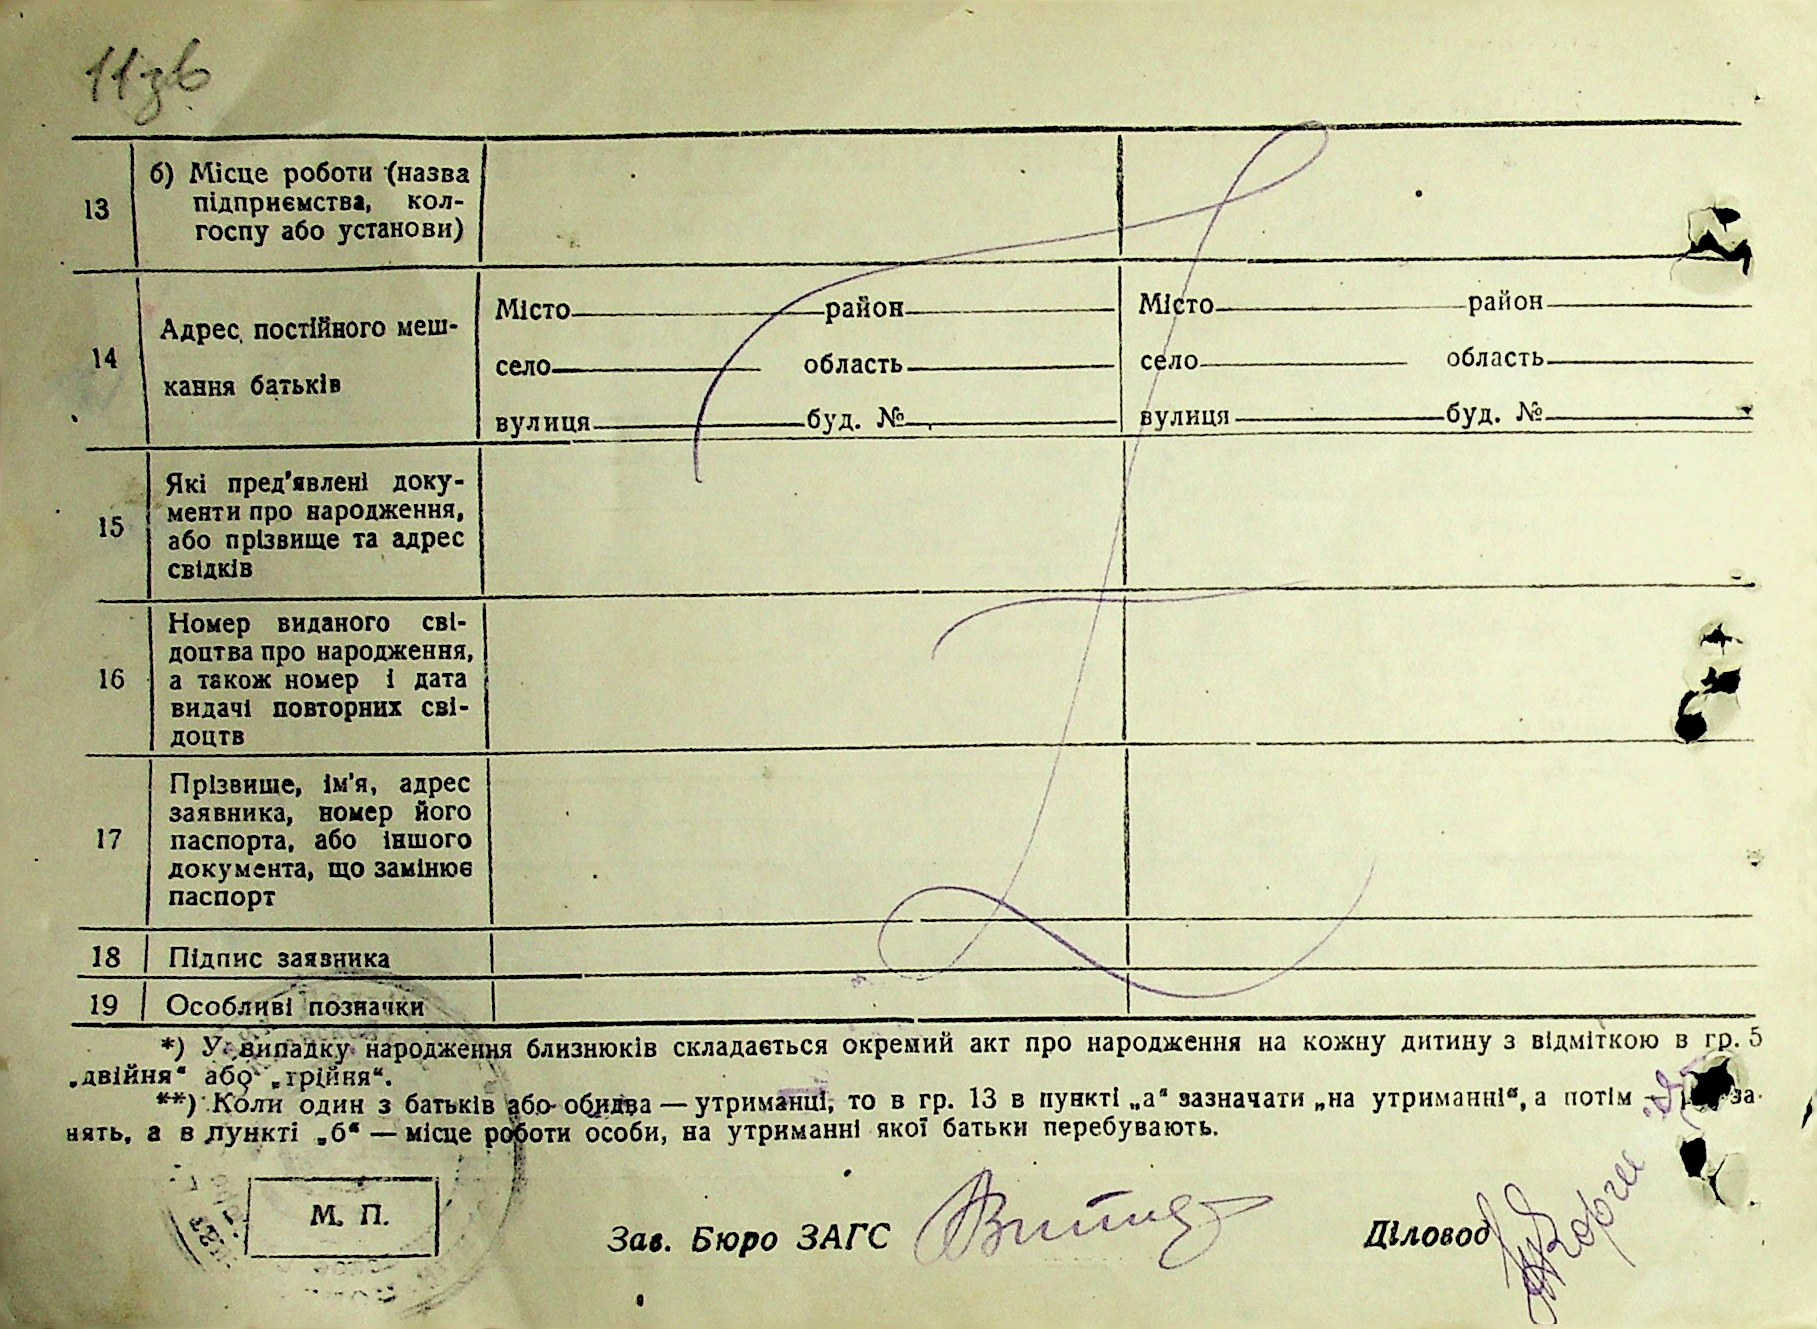 11зв
13 б) Місце роботи (назва
підприємства, кол-
госпу або установи)
14 Адрес постійного меш-
кання батьків
Місто район Місто район
село область село область
вулиця буд. № вулиця буд. №
15 Які пред'явлені доку-
менти про народження,
або прізвище та адрес
свідків
16 Номер виданого сві-
доцтва про народження,
а також номер і дата
видачі повторних сві-
доцтв
17 Прізвище, ім'я, адрес
заявника, номер його
паспорта, або іншого
документа, що замінює
паспорт
18 Підпис заявника
19 Особливі позначки
*) У випадку народження близнюків складається окремий акт про народження на кожну дитину з відміткою в гр. 5
„двійня“ або „трійня“.
**) Коли один з батьків або обидва — утриманці, то в гр. 13 в пункті „а“ зазначати „на утриманні“, а потім — за-
нять, а в пункті „б“ — місце роботи особи, на утриманні якої батьки перебувають.
М. П.
Зав. Бюро ЗАГС Діловод